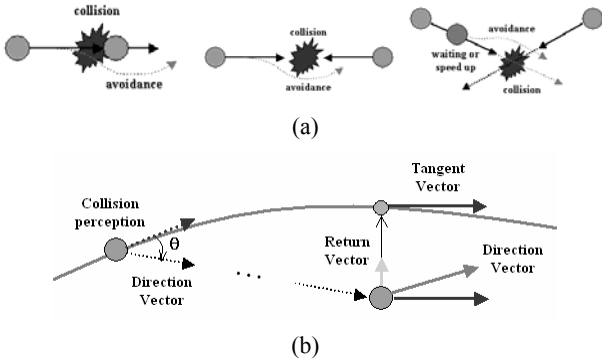 collision
avoidance
collision
avoidance
avoidance
waiting or
speed up
collision
(a)
Collision
perception
θ
Direction
Vector
. . .
Tangent
Vector
Return
Vector
Direction
Vector
(b)